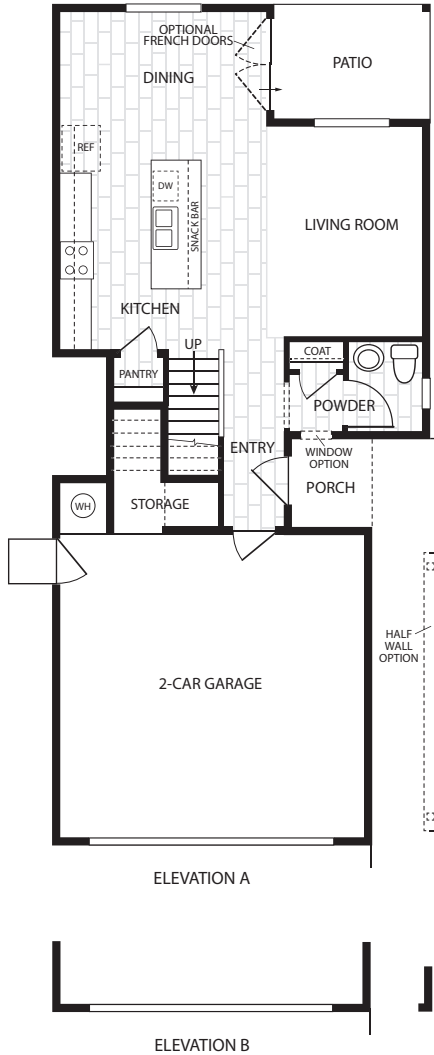 OPTIONAL
FRENCH DOORS
DINING
PATIO
REF
DW
SNACK BAR
LIVING ROOM
KITCHEN
UP
COAT
PANTRY
POWDER
ENTRY
WINDOW
OPTION
PORCH
STORAGE
WH
HALF
WALL
OPTION
2-CAR GARAGE
ELEVATION A
ELEVATION B